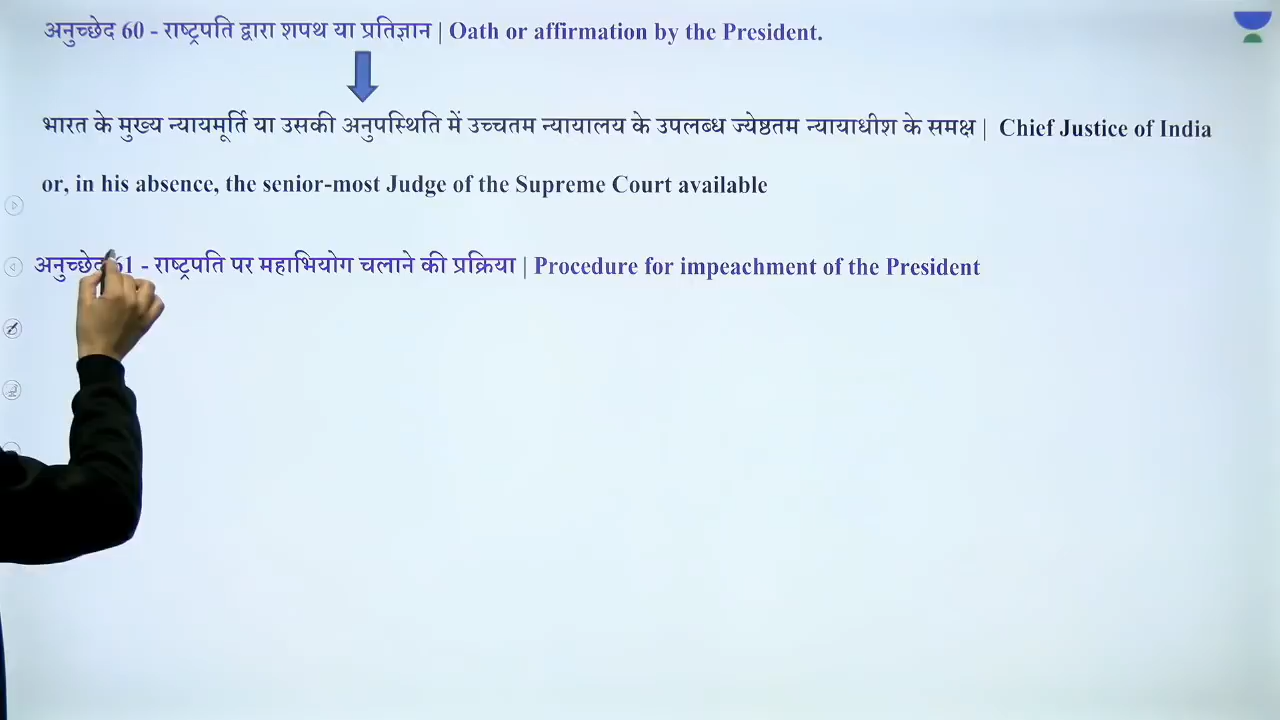 अनुच्छेद 60 - राष्ट्रपति द्वारा शपथ या प्रतिज्ञान | Oath or affirmation by the President.
भारत के मुख्य न्यायमूर्ति या उसकी अनुपस्थिति में उच्चतम न्यायालय के उपलब्ध ज्येष्ठतम न्यायाधीश के समक्ष | Chief Justice of India
or, in his absence, the senior-most Judge of the Supreme Court available
अनुच्छेद 61 - राष्ट्रपति पर महाभियोग चलाने की प्रक्रिया | Procedure for impeachment of the President